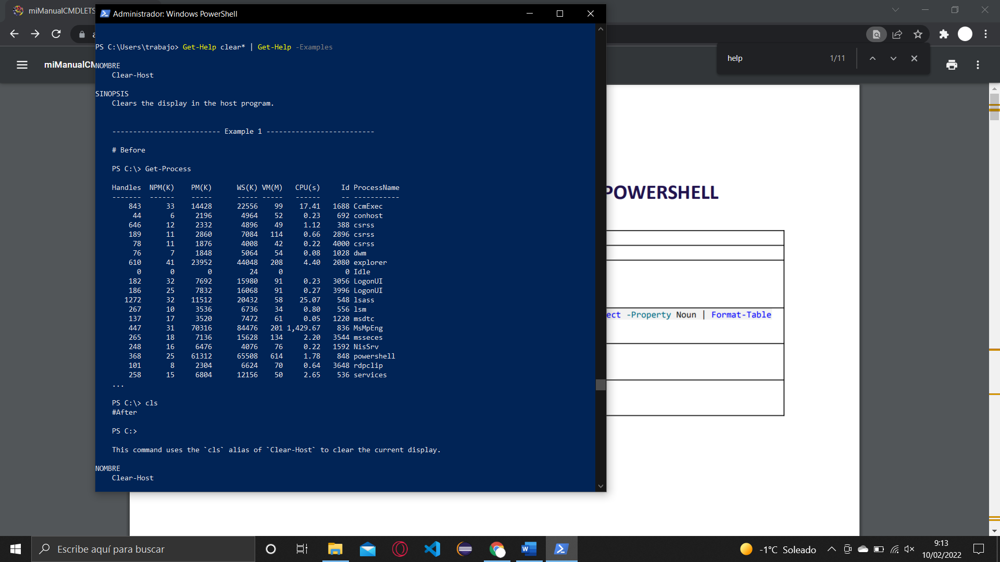 miManualCMDLETS
Administrador: Windows PowerShell
help
1/11
miManualCM
PS C:\Users\trabajo> Get-Help clear* | Get-Help -Examples
NOMBRE
Clear-Host
SINOPSIS
Clears the display in the host program.
-------------------------- Example 1 --------------------------
# Before
PS C:\> Get-Process
Handles NPM(K) PM(K) WS(K) VM(M) CPU(s) Id ProcessName
------- ------ ----- ----- ----- ------ -- -----------
843 33 14428 22556 99 17.41 1688 CcmExec
44 6 2196 4964 52 0.23 692 conhost
646 12 2332 4896 49 1.12 388 csrss
189 11 2860 7084 114 0.66 2896 csrss
78 11 1876 4008 42 0.22 4000 csrss
76 7 1848 5064 54 0.08 1028 dwm
610 41 23952 44048 208 4.40 2080 explorer
0 0 0 24 0 0 Idle
182 32 7692 15980 91 0.23 3056 LogonUI
186 25 7832 16068 91 0.27 3996 LogonUI
1272 32 11512 20432 58 25.07 548 lsass
267 10 3536 6736 34 0.80 556 lsm
137 17 3520 7472 61 0.05 1220 msdtc
447 31 70316 84476 201 1,429.67 836 MsMpEng
265 18 7136 15628 134 2.20 3544 msseces
248 16 6476 4076 76 0.22 1592 NisSrv
368 25 61312 65508 614 1.78 848 powershell
101 8 2304 6624 70 0.64 3648 rdpclip
258 15 6804 12156 50 2.65 536 services
...
PS C:\> cls
#After
PS C:>
This command uses the `cls` alias of `Clear-Host` to clear the current display.
NOMBRE
Clear-Host
POWERSHELL
ect -Property Noun | Format-Table
Escribe aquí para buscar
-1°C Soleado
9:13
10/02/2022